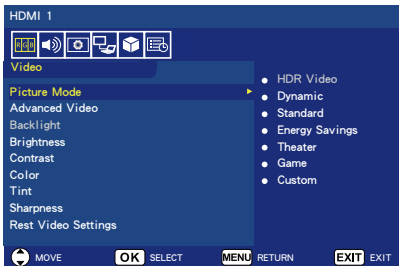 HDMI 1
RGB
Video
Picture Mode
Advanced Video
Backlight
Brightness
Contrast
Color
Tint
Sharpness
Rest Video Settings
HDR Video
Dynamic
Standard
Energy Savings
Theater
Game
Custom
MOVE OK SELECT MENU RETURN EXIT EXIT